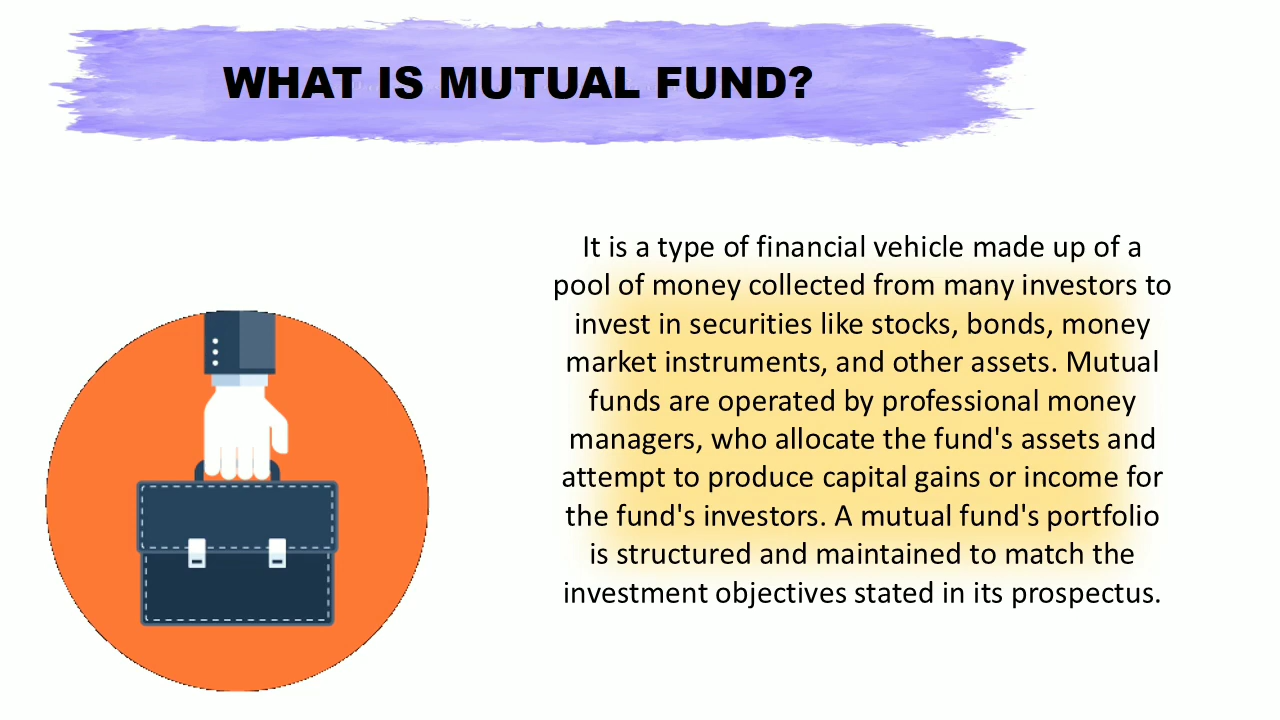 WHAT IS MUTUAL FUND?
It is a type of financial vehicle made up of a
pool of money collected from many investors to
invest in securities like stocks, bonds, money
market instruments, and other assets. Mutual
funds are operated by professional money
managers, who allocate the fund's assets and
attempt to produce capital gains or income for
the fund's investors. A mutual fund's portfolio
is structured and maintained to match the
investment objectives stated in its prospectus.